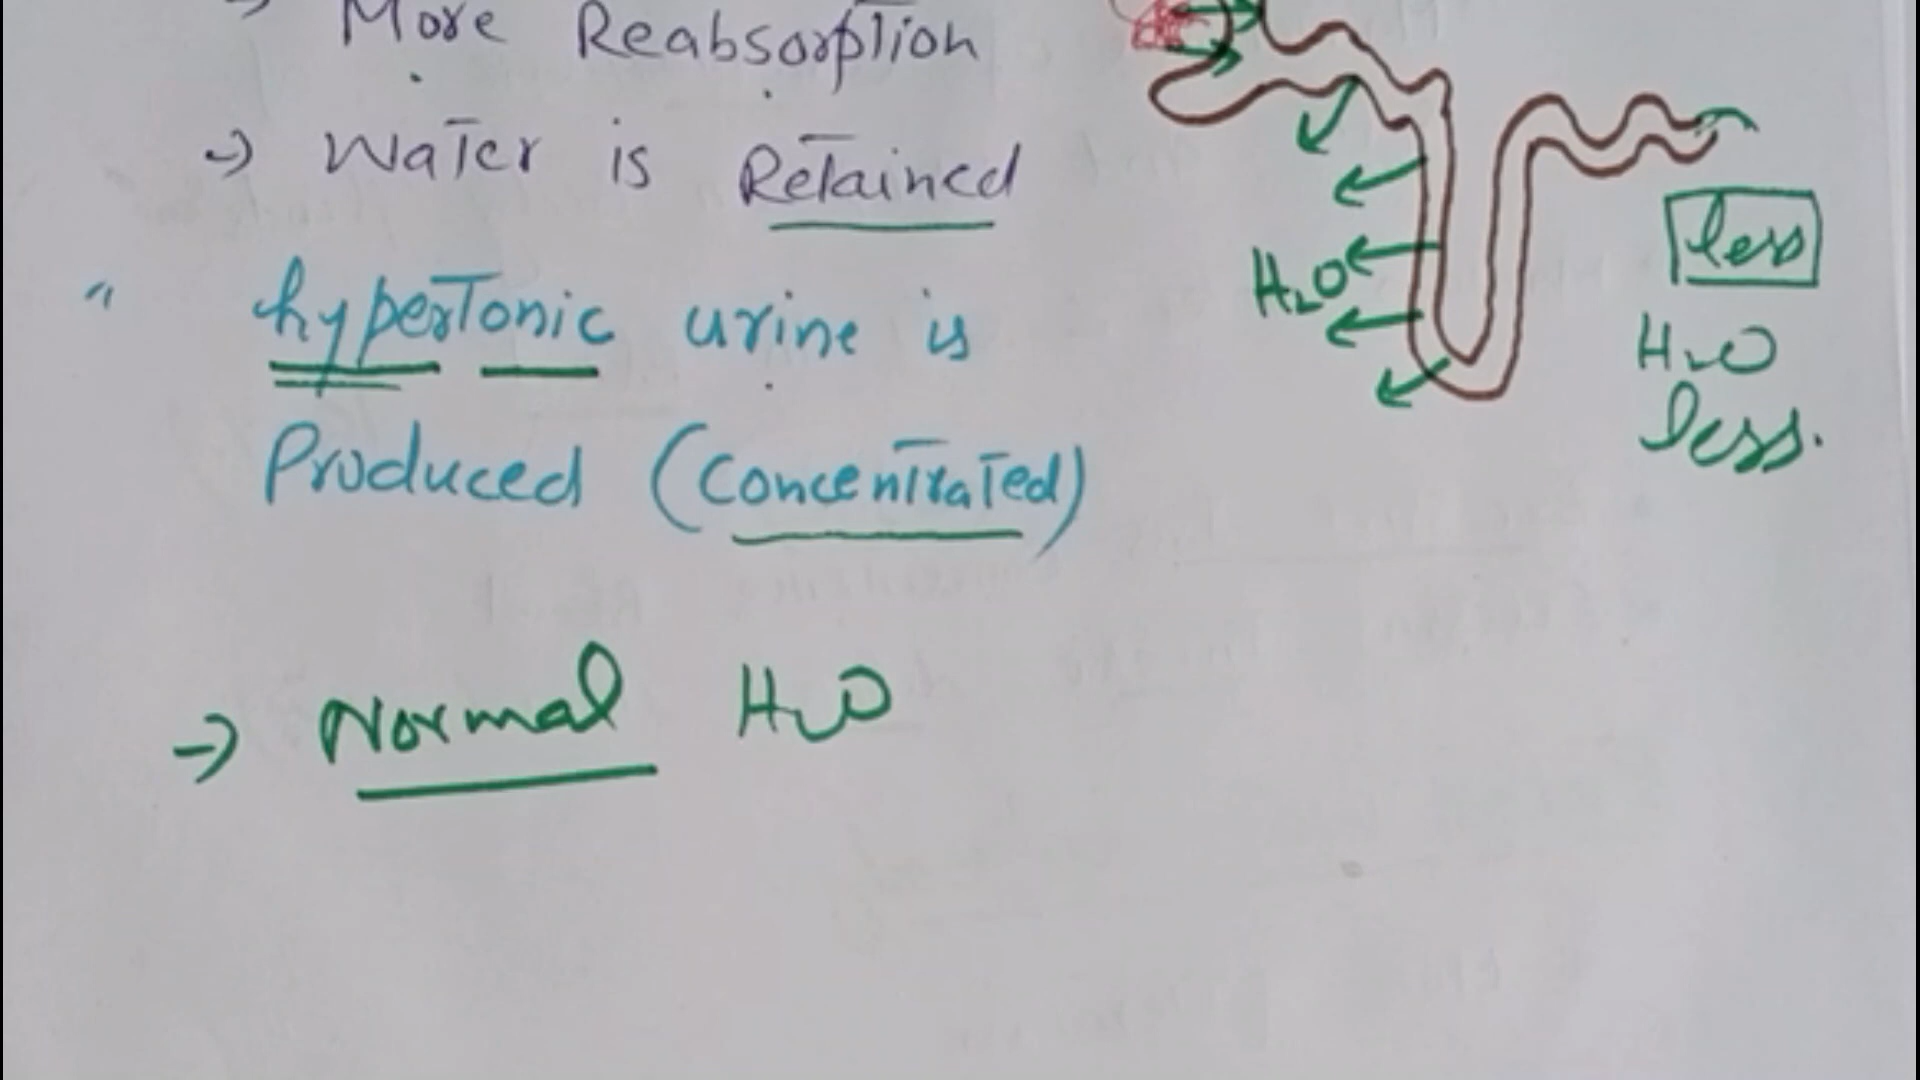 → More Reabsorption
→ Water is Retained
" hypertonic urine is
Produced (Concentrated)
→ Normal H₂O
H₂O
less
H₂O
less.